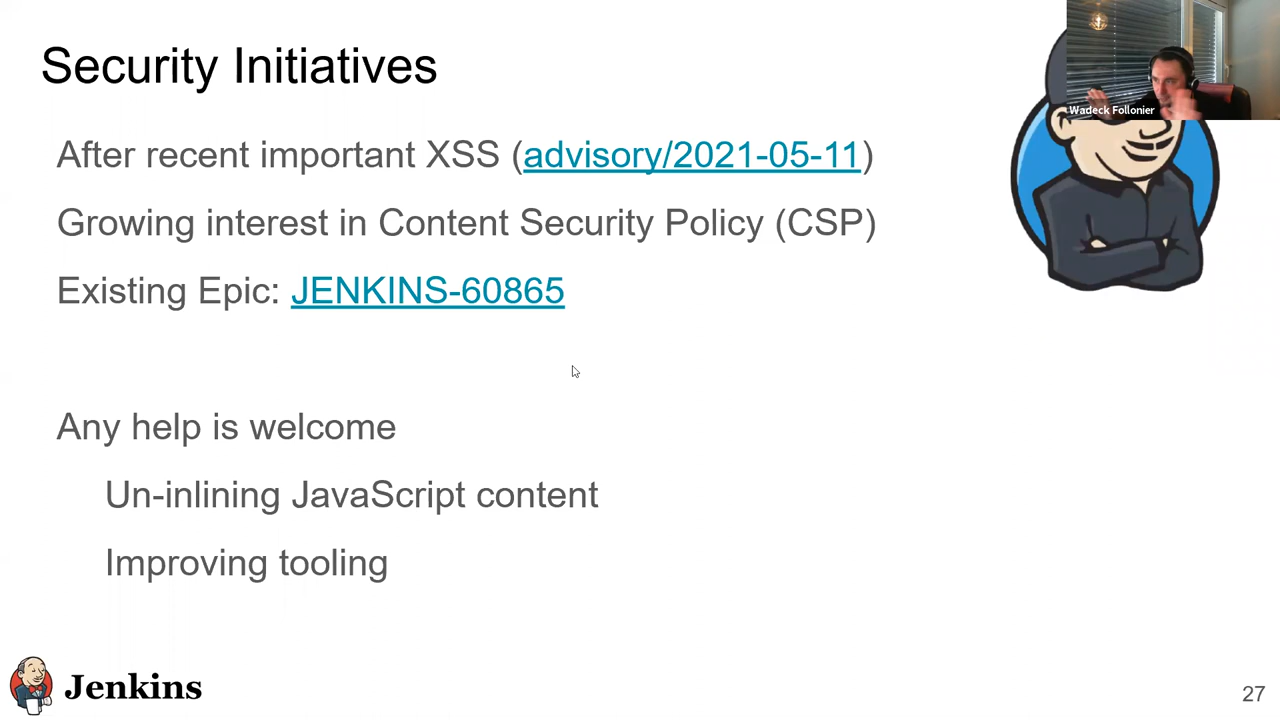 Security Initiatives
Wadeck Follonier
After recent important XSS (advisory/2021-05-11)
Growing interest in Content Security Policy (CSP)
Existing Epic: JENKINS-60865
Any help is welcome
Un-inlining JavaScript content
Improving tooling
Jenkins
27